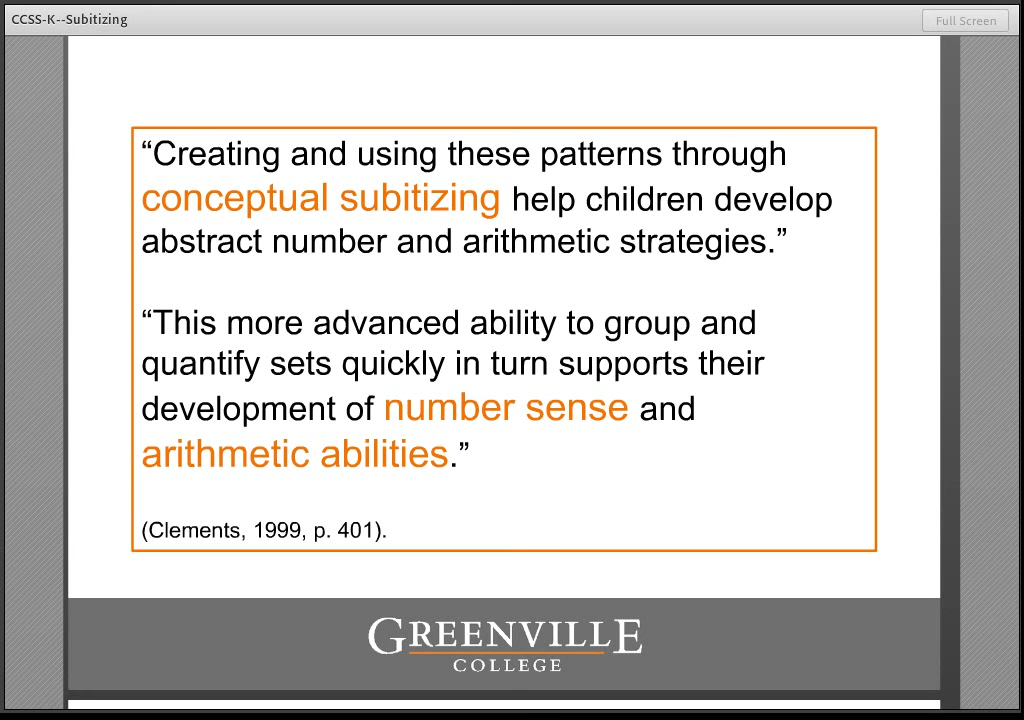 CCSS-K--Subitizing
Full Screen
“Creating and using these patterns through
conceptual subitizing help children develop
abstract number and arithmetic strategies.”
“This more advanced ability to group and
quantify sets quickly in turn supports their
development of number sense and
arithmetic abilities.”
(Clements, 1999, p. 401).
GREENVILLE
COLLEGE